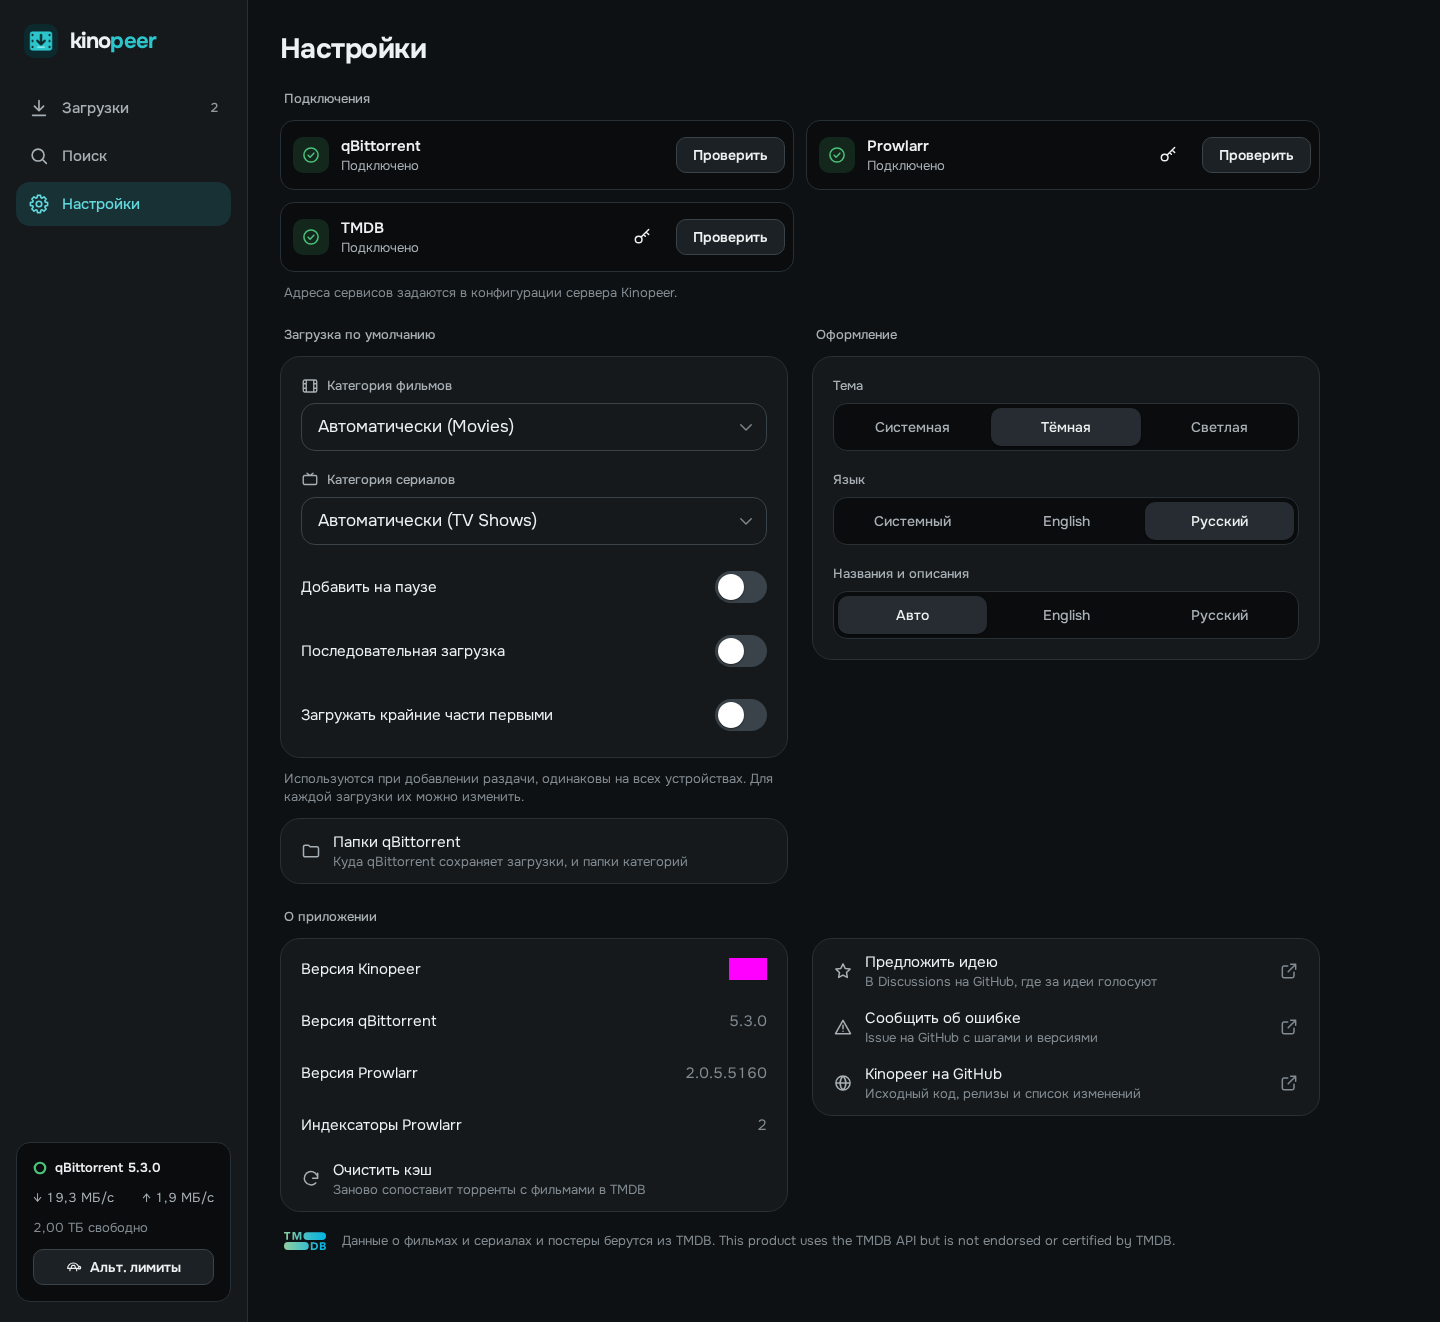 kinopeer
Загрузки 2
Поиск
Настройки
qBittorrent 5.3.0
↓ 19,3 МБ/с ↑ 1,9 МБ/с
2,00 ТБ свободно
Альт. лимиты
Настройки
Подключения
qBittorrent
Подключено
Проверить
Prowlarr
Подключено
Проверить
TMDB
Подключено
Проверить
Адреса сервисов задаются в конфигурации сервера Kinopeer.
Загрузка по умолчанию
Категория фильмов
Автоматически (Movies)
Категория сериалов
Автоматически (TV Shows)
Добавить на паузе
Последовательная загрузка
Загружать крайние части первыми
Используются при добавлении раздачи, одинаковы на всех устройствах. Для
каждой загрузки их можно изменить.
Папки qBittorrent
Куда qBittorrent сохраняет загрузки, и папки категорий
Оформление
Тема
Системная Тёмная Светлая
Язык
Системный English Русский
Названия и описания
Авто English Русский
О приложении
Версия Kinopeer
Версия qBittorrent 5.3.0
Версия Prowlarr 2.0.5.5160
Индексаторы Prowlarr 2
Очистить кэш
Заново сопоставит торренты с фильмами в TMDB
Предложить идею
В Discussions на GitHub, где за идеи голосуют
Сообщить об ошибке
Issue на GitHub с шагами и версиями
Kinopeer на GitHub
Исходный код, релизы и список изменений
TM
DB
Данные о фильмах и сериалах и постеры берутся из TMDB. This product uses the TMDB API but is not endorsed or certified by TMDB.